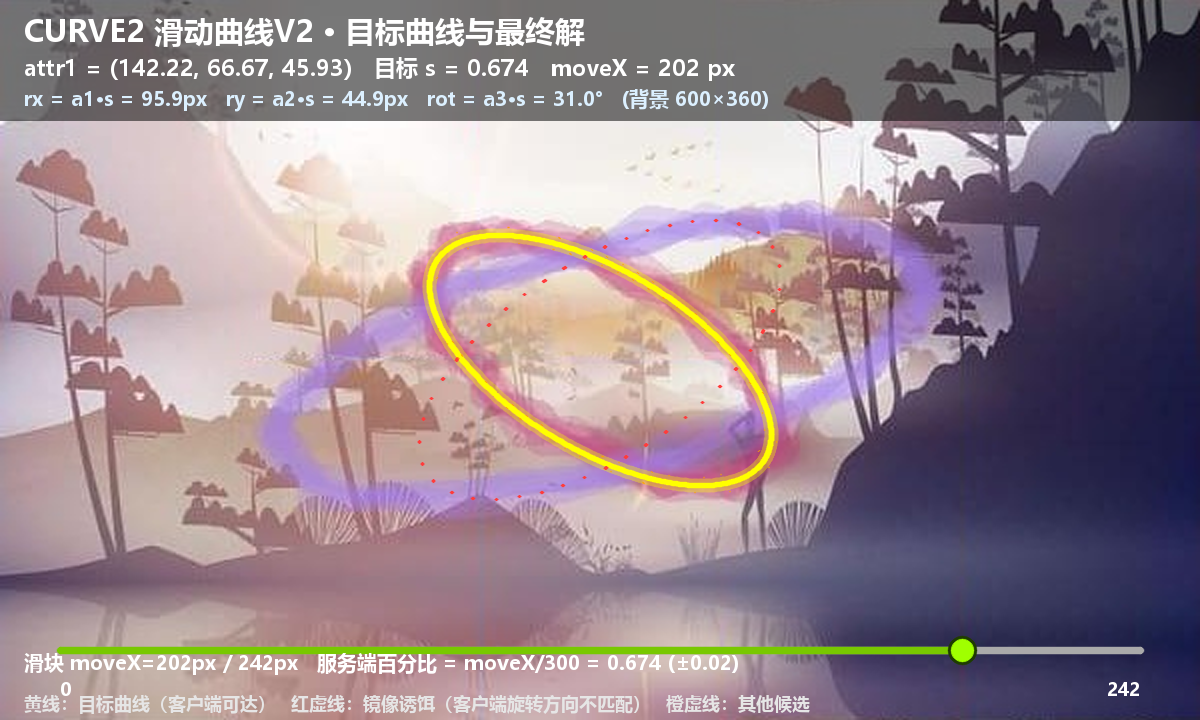 CURVE2 滑动曲线V2 • 目标曲线与最终解
attr1 = (142.22, 66.67, 45.93) 目标 s = 0.674 moveX = 202 px
rx = a1•s = 95.9px ry = a2•s = 44.9px rot = a3•s = 31.0° (背景 600×360)
滑块 moveX=202px / 242px 服务端百分比 = moveX/300 = 0.674 (±0.02)
0 242
黄线：目标曲线（客户端可达） 红虚线：镜像诱饵（客户端旋转方向不匹配） 橙虚线：其他候选